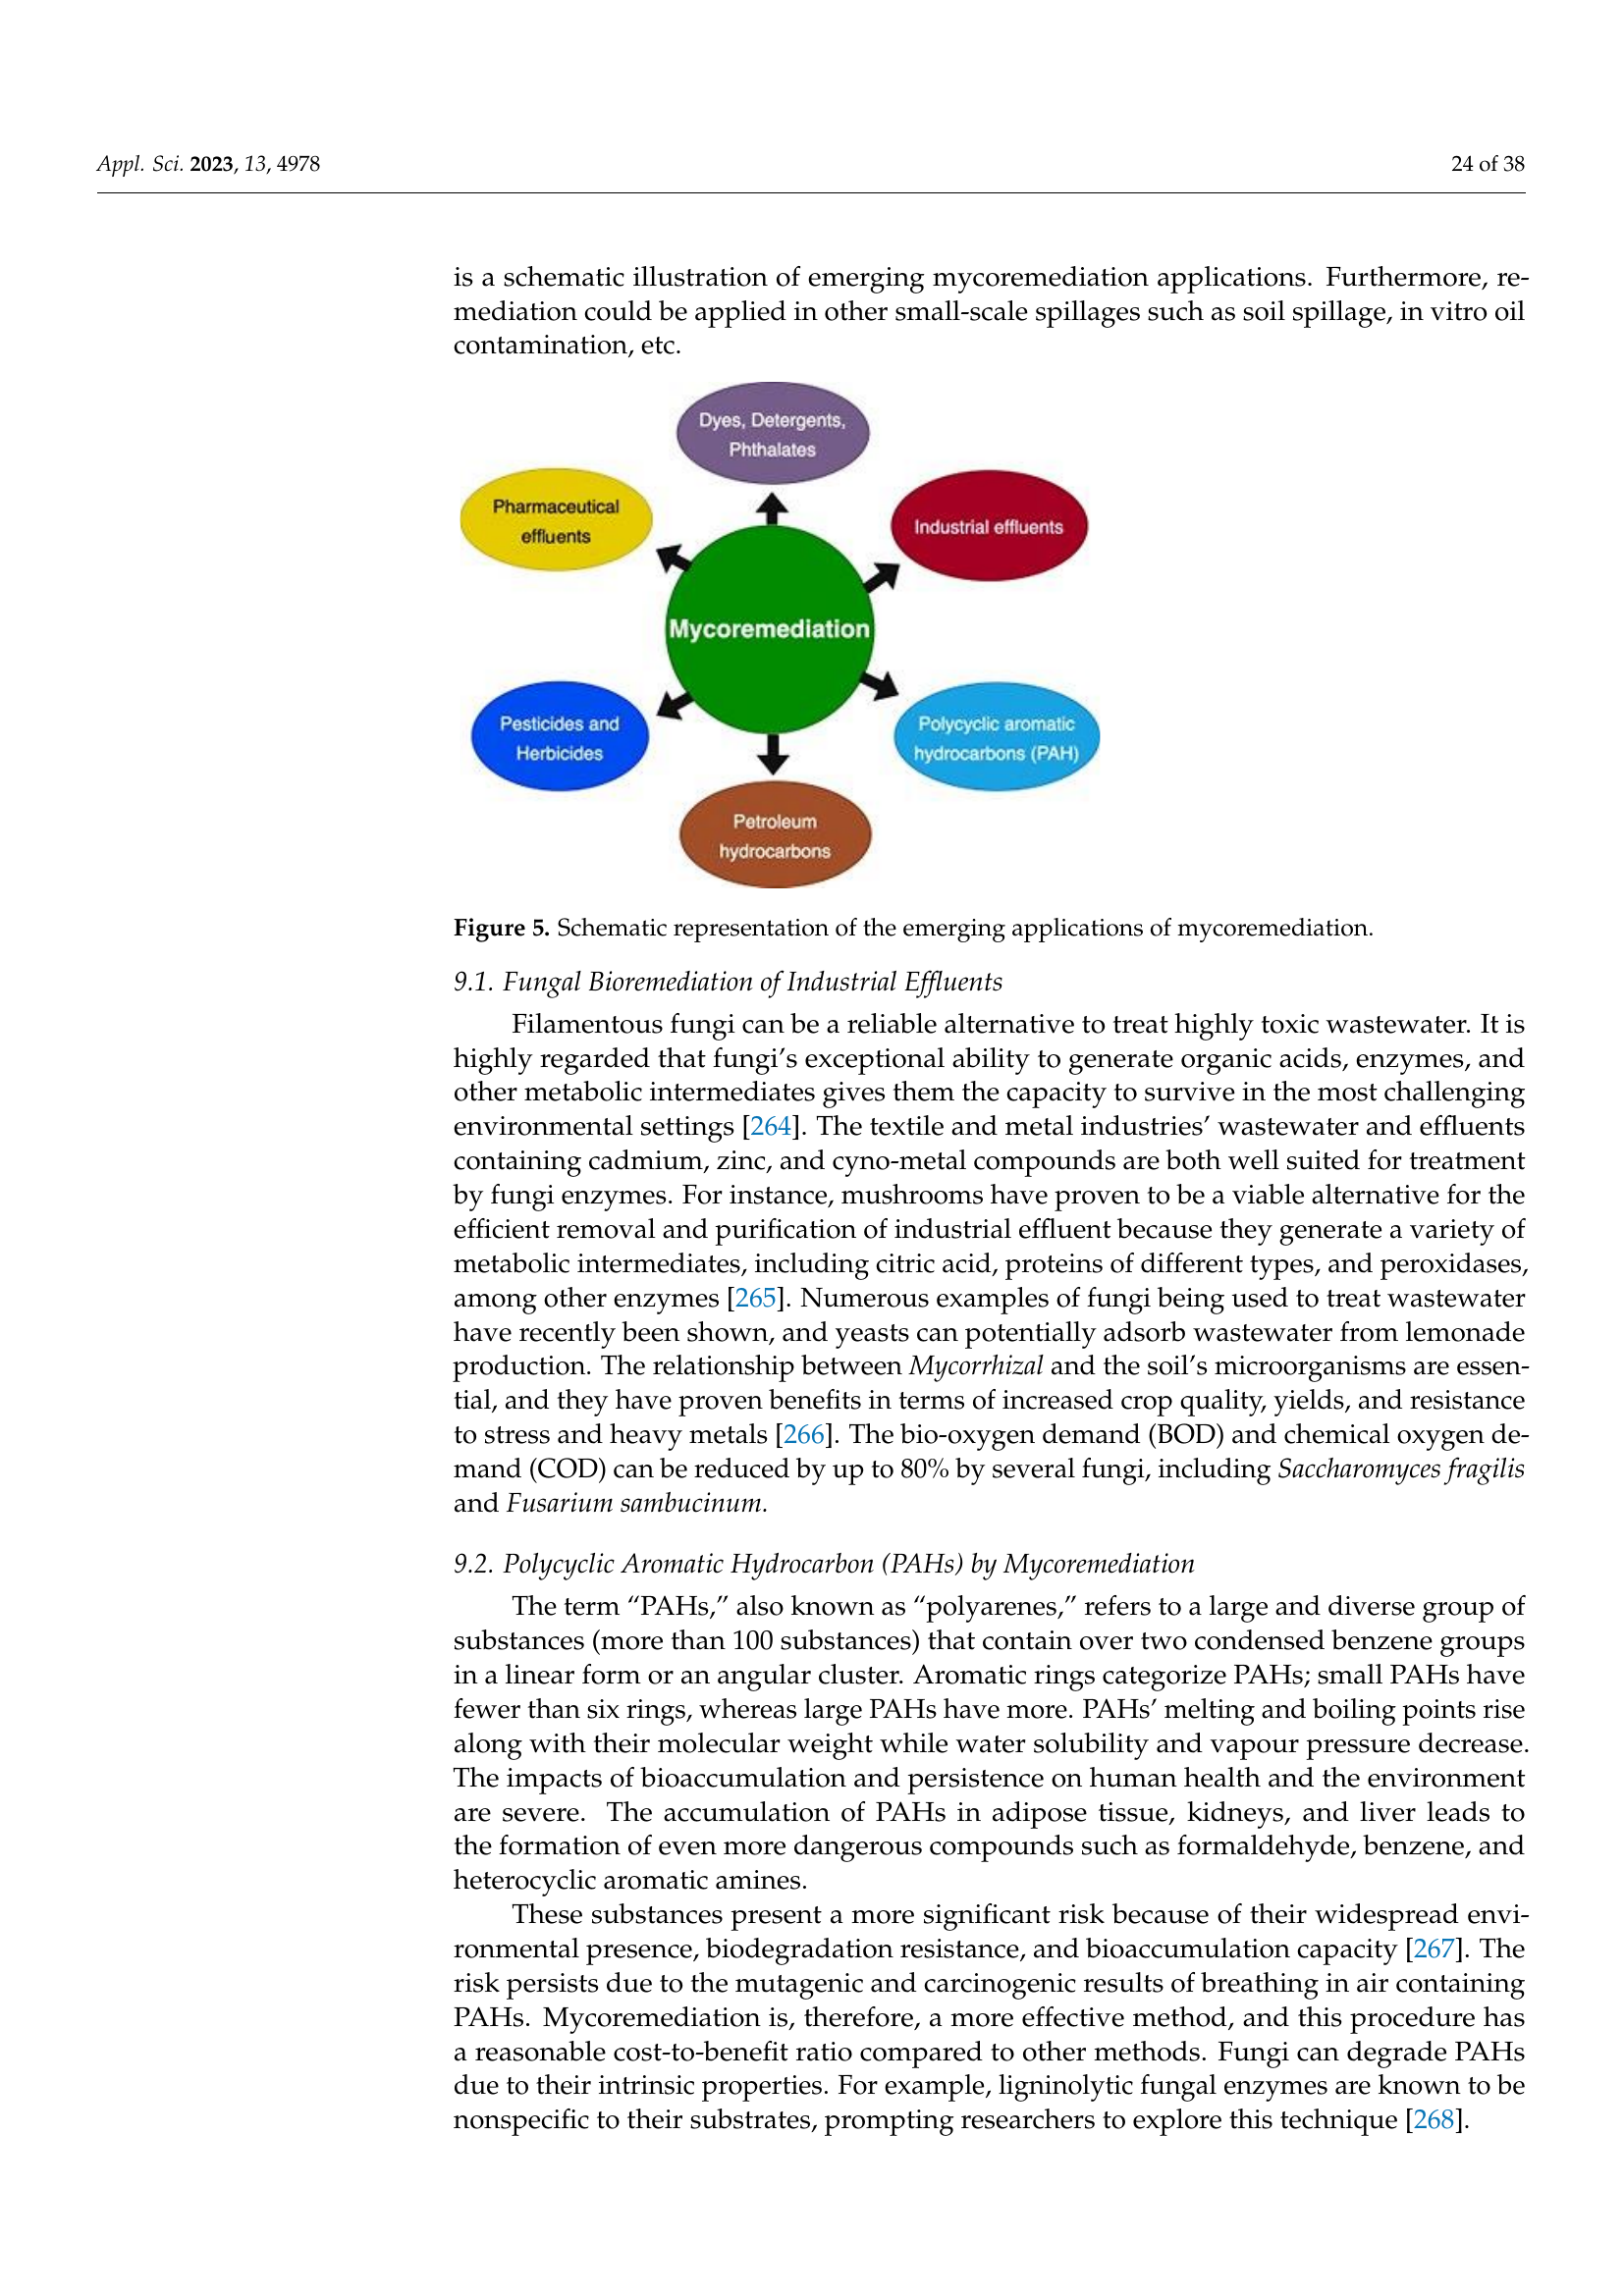 Appl. Sci. 2023, 13, 4978
24 of 38
is a schematic illustration of emerging mycoremediation applications. Furthermore, re-
mediation could be applied in other small-scale spillages such as soil spillage, in vitro oil
contamination, etc.
Dyes, Detergents,
Phthalates
Pharmaceutical
effluents
Industrial effluents
Mycoremediation
Pesticides and
Herbicides
Polycyclic aromatic
hydrocarbons (PAH)
Petroleum
hydrocarbons
Figure 5. Schematic representation of the emerging applications of mycoremediation.
9.1. Fungal Bioremediation of Industrial Effluents
Filamentous fungi can be a reliable alternative to treat highly toxic wastewater. It is
highly regarded that fungi's exceptional ability to generate organic acids, enzymes, and
other metabolic intermediates gives them the capacity to survive in the most challenging
environmental settings [264]. The textile and metal industries' wastewater and effluents
containing cadmium, zinc, and cyno-metal compounds are both well suited for treatment
by fungi enzymes. For instance, mushrooms have proven to be a viable alternative for the
efficient removal and purification of industrial effluent because they generate a variety of
metabolic intermediates, including citric acid, proteins of different types, and peroxidases,
among other enzymes [265]. Numerous examples of fungi being used to treat wastewater
have recently been shown, and yeasts can potentially adsorb wastewater from lemonade
production. The relationship between Mycorrhizal and the soil's microorganisms are essen-
tial, and they have proven benefits in terms of increased crop quality, yields, and resistance
to stress and heavy metals [266]. The bio-oxygen demand (BOD) and chemical oxygen de-
mand (COD) can be reduced by up to 80% by several fungi, including Saccharomyces fragilis
and Fusarium sambucinum.
9.2. Polycyclic Aromatic Hydrocarbon (PAHs) by Mycoremediation
The term “PAHs,” also known as “polyarenes,” refers to a large and diverse group of
substances (more than 100 substances) that contain over two condensed benzene groups
in a linear form or an angular cluster. Aromatic rings categorize PAHs; small PAHs have
fewer than six rings, whereas large PAHs have more. PAHs' melting and boiling points rise
along with their molecular weight while water solubility and vapour pressure decrease.
The impacts of bioaccumulation and persistence on human health and the environment
are severe. The accumulation of PAHs in adipose tissue, kidneys, and liver leads to
the formation of even more dangerous compounds such as formaldehyde, benzene, and
heterocyclic aromatic amines.
These substances present a more significant risk because of their widespread envi-
ronmental presence, biodegradation resistance, and bioaccumulation capacity [267]. The
risk persists due to the mutagenic and carcinogenic results of breathing in air containing
PAHs. Mycoremediation is, therefore, a more effective method, and this procedure has
a reasonable cost-to-benefit ratio compared to other methods. Fungi can degrade PAHs
due to their intrinsic properties. For example, ligninolytic fungal enzymes are known to be
nonspecific to their substrates, prompting researchers to explore this technique [268].